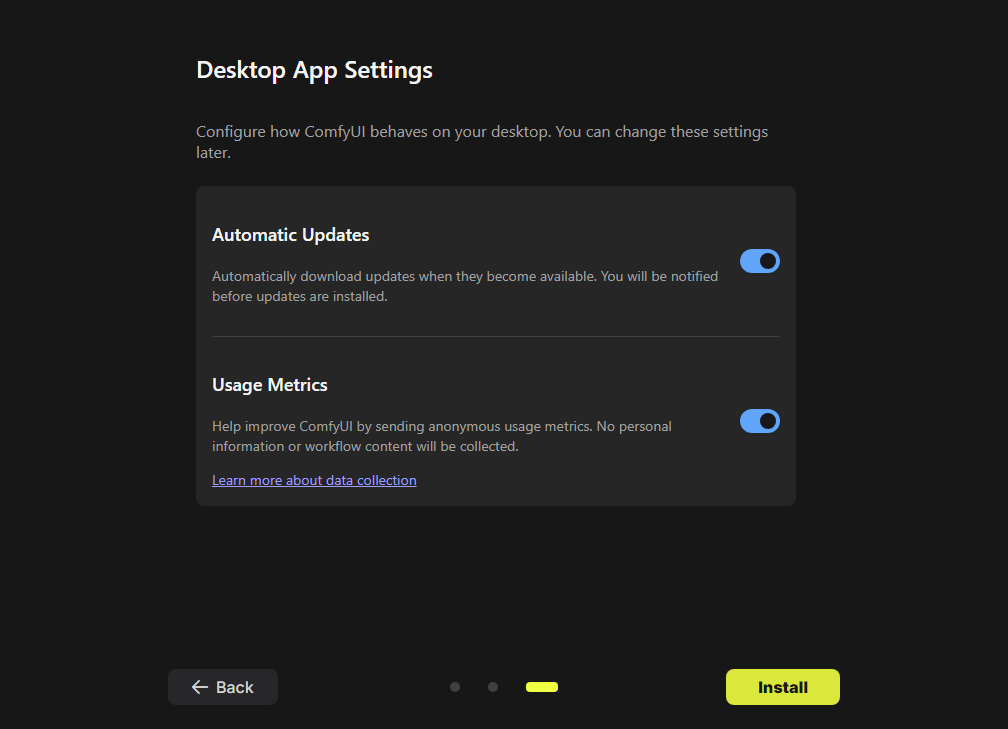 Desktop App Settings
Configure how ComfyUI behaves on your desktop. You can change these settings
later.
Automatic Updates
Automatically download updates when they become available. You will be notified
before updates are installed.
Usage Metrics
Help improve ComfyUI by sending anonymous usage metrics. No personal
information or workflow content will be collected.
Learn more about data collection
Back
Install